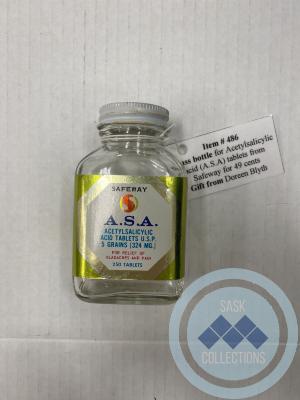 SAFEWAY
A.S.A.
ACETYLSALICYLIC
ACID TABLETS U.S.P.
5 GRAINS (324 MG.)
FOR RELIEF OF
HEADACHES AND PAIN
250 TABLETS
Item # 486
ass bottle for Acetylsalicylic
acid (A.S.A) tablets from
Safeway for 49 cents
Gift from Doreen Blyth
SASK
COLLECTIONS